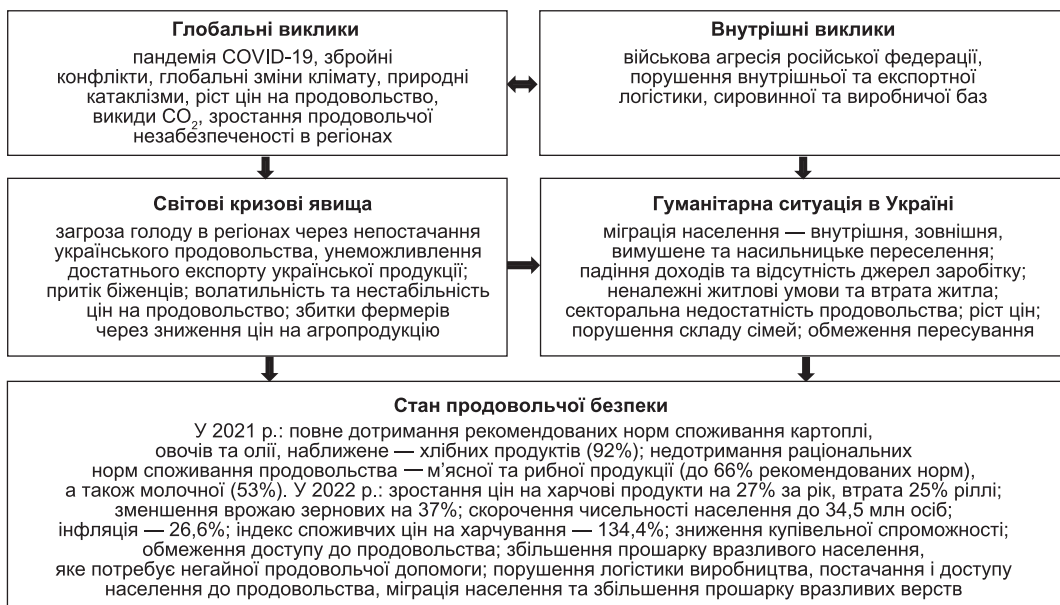 Глобальні виклики
пандемія COVID-19, збройні
конфлікти, глобальні зміни клімату, природні
катаклізми, ріст цін на продовольство,
викиди CO₂, зростання продовольчої
незабезпеченості в регіонах
Внутрішні виклики
військова агресія російської федерації,
порушення внутрішньої та експортної
логістики, сировинної та виробничої баз
Світові кризові явища
загроза голоду в регіонах через непостачання
українського продовольства, унеможливлення
достатнього експорту української продукції;
притік біженців; волатильність та нестабільність
цін на продовольство; збитки фермерів
через зниження цін на агропродукцію
Гуманітарна ситуація в Україні
міграція населення — внутрішня, зовнішня,
вимушене та насильницьке переселення;
падіння доходів та відсутність джерел заробітку;
неналежні житлові умови та втрата житла;
секторальна недостатність продовольства; ріст цін;
порушення складу сімей; обмеження пересування
Стан продовольчої безпеки
У 2021 р.: повне дотримання рекомендованих норм споживання картоплі,
овочів та олії, наближене — хлібних продуктів (92%); недотримання раціональних
норм споживання продовольства — м’ясної та рибної продукції (до 66% рекомендованих норм),
а також молочної (53%). У 2022 р.: зростання цін на харчові продукти на 27% за рік, втрата 25% ріллі;
зменшення врожаю зернових на 37%; скорочення чисельності населення до 34,5 млн осіб;
інфляція — 26,6%; індекс споживчих цін на харчування — 134,4%; зниження купівельної спроможності;
обмеження доступу до продовольства; збільшення прошарку вразливого населення,
яке потребує негайної продовольчої допомоги; порушення логістики виробництва, постачання і доступу
населення до продовольства, міграція населення та збільшення прошарку вразливих верств